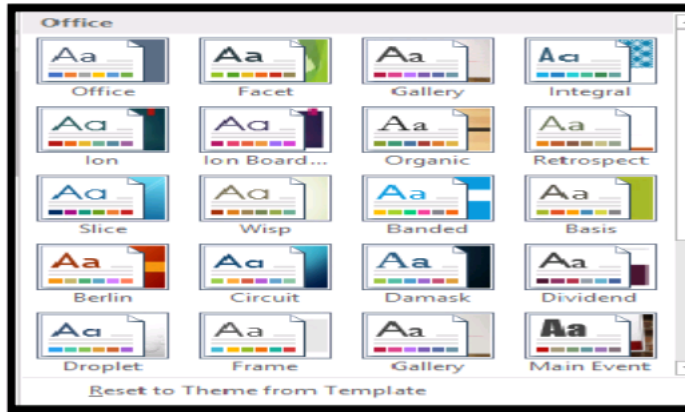 Office
Aa Aa Aa Aa
Office Facet Gallery Integral
Aa Aa Aa Aa
Ion Ion Board... Organic Retrospect
Aa Aa Aa Aa
Slice Wisp Banded Basis
Aa Aa Aa Aa
Berlin Circuit Damask Dividend
Aa Aa Aa Aa
Droplet Frame Gallery Main Event
Reset to Theme from Template